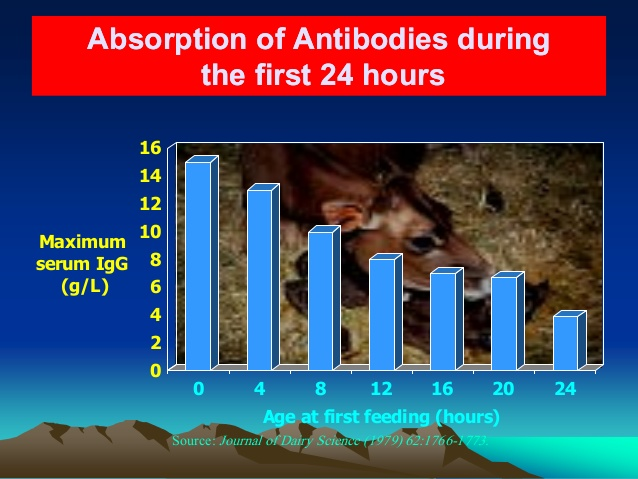 Absorption of Antibodies during
the first 24 hours
Maximum
serum IgG
(g/L)
16
14
12
10
8
6
4
2
0
0 4 8 12 16 20 24
Age at first feeding (hours)
Source: Journal of Dairy Science (1979) 62:1766-1773.